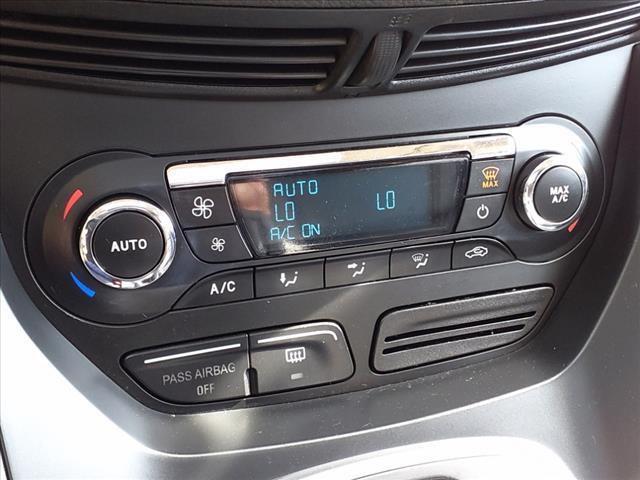 AUTO
LO LO
A/C ON
MAX
AUTO
MAX
A/C
A/C
PASS AIRBAG
OFF